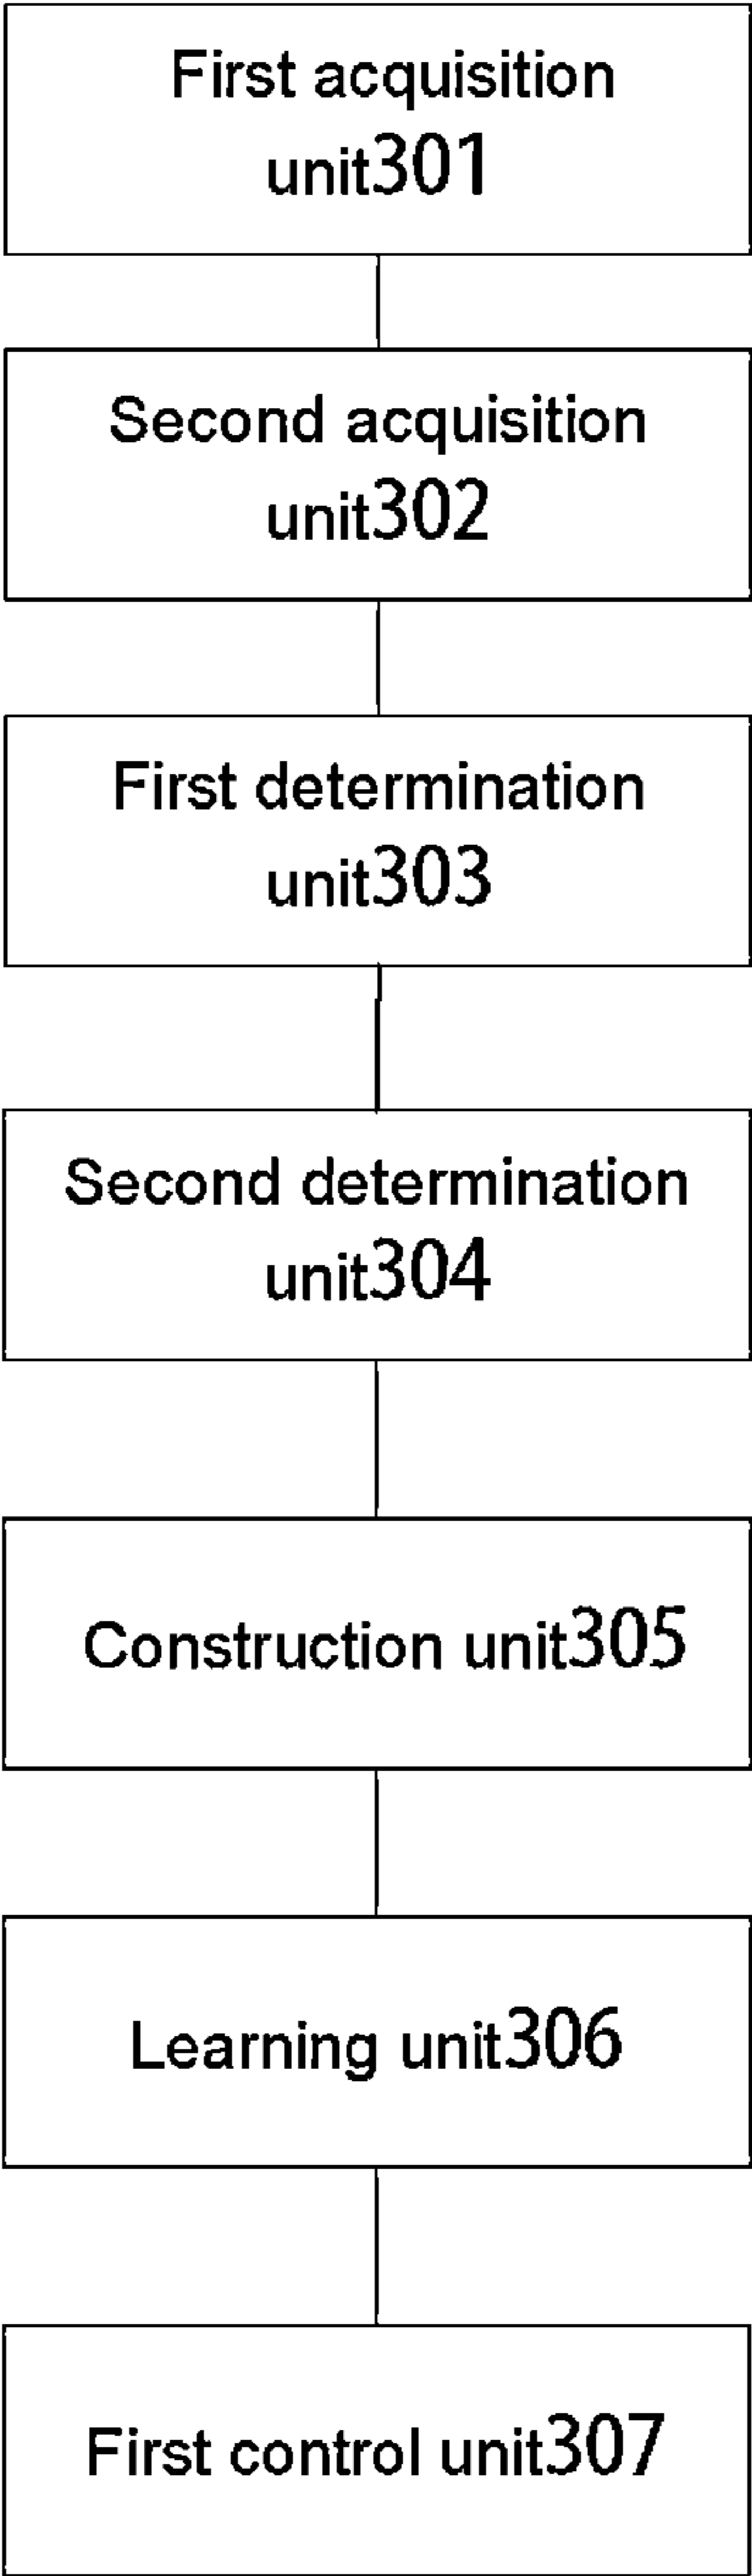 First acquisition
unit301
Second acquisition
unit302
First determination
unit303
Second determination
unit304
Construction unit305
Learning unit306
First control unit307